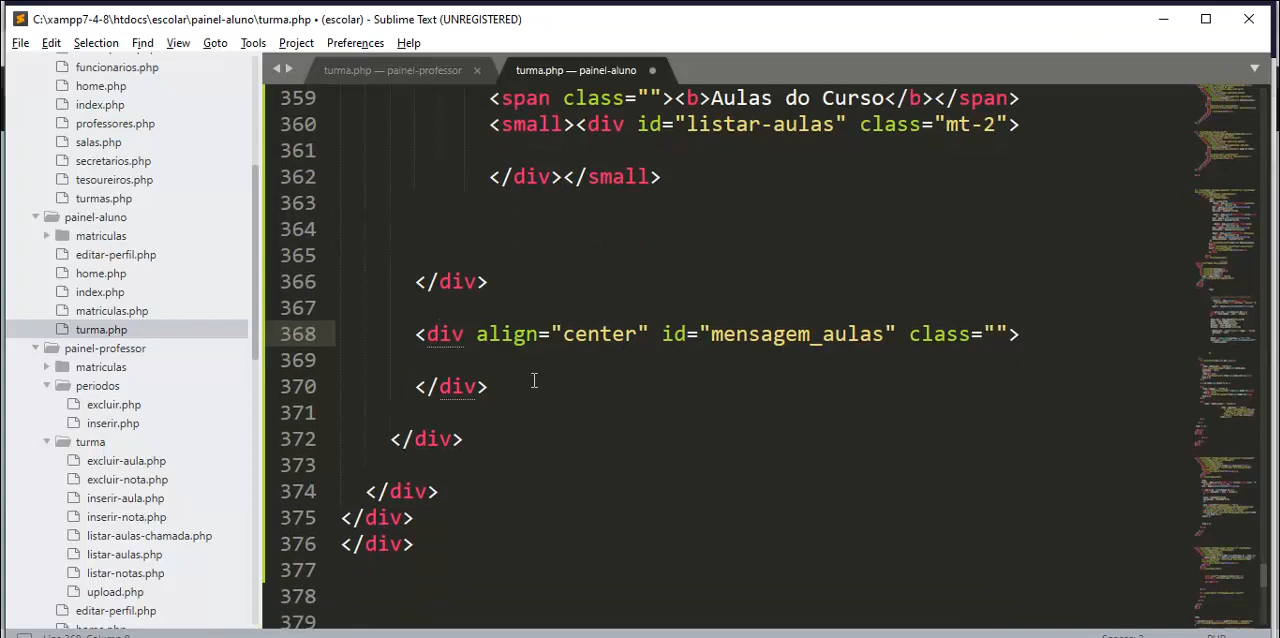 C:\xampp7-4-8\htdocs\escolar\painel-aluno\turma.php • (escolar) - Sublime Text (UNREGISTERED)
File Edit Selection Find View Goto Tools Project Preferences Help
funcionarios.php
home.php
index.php
professores.php
salas.php
secretarios.php
tesoureiros.php
turmas.php
painel-aluno
matriculas
editar-perfil.php
home.php
index.php
matriculas.php
turma.php
painel-professor
matriculas
periodos
excluir.php
inserir.php
turma
excluir-aula.php
excluir-nota.php
inserir-aula.php
inserir-nota.php
listar-aulas-chamada.php
listar-aulas.php
listar-notas.php
upload.php
editar-perfil.php
turma.php — painel-professor × turma.php — painel-aluno
359 <span class=""><b>Aulas do Curso</b></span>
360 <small><div id="listar-aulas" class="mt-2">
361
362 </div></small>
363
364
365
366 </div>
367
368 <div align="center" id="mensagem_aulas" class="">
369
370 </div>
371
372 </div>
373
374 </div>
375 </div>
376 </div>
377
378
379